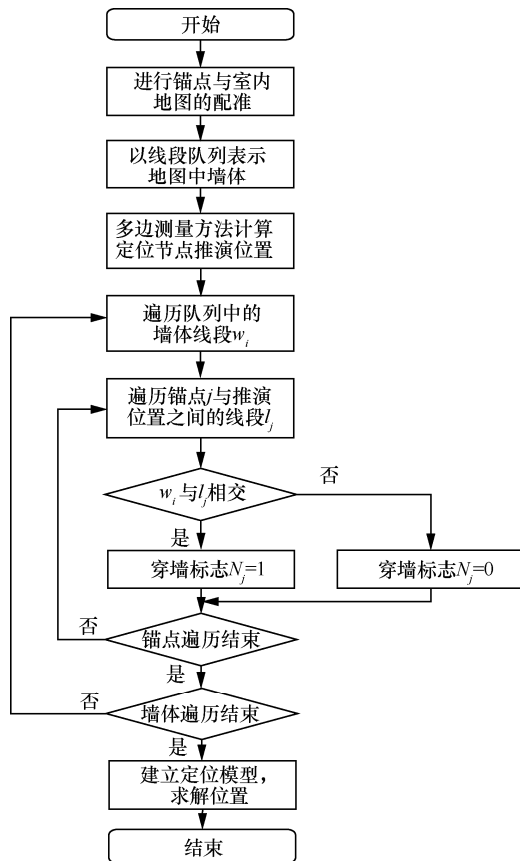 开始
进行锚点与室内
地图的配准
以线段队列表示
地图中墙体
多边测量方法计算
定位节点推演位置
遍历队列中的
墙体线段wᵢ
遍历锚点j与推演
位置之间的线段lⱼ
wᵢ与lⱼ相交
否
是
穿墙标志Nⱼ=1
穿墙标志Nⱼ=0
锚点遍历结束
否
是
墙体遍历结束
否
是
建立定位模型，
求解位置
结束